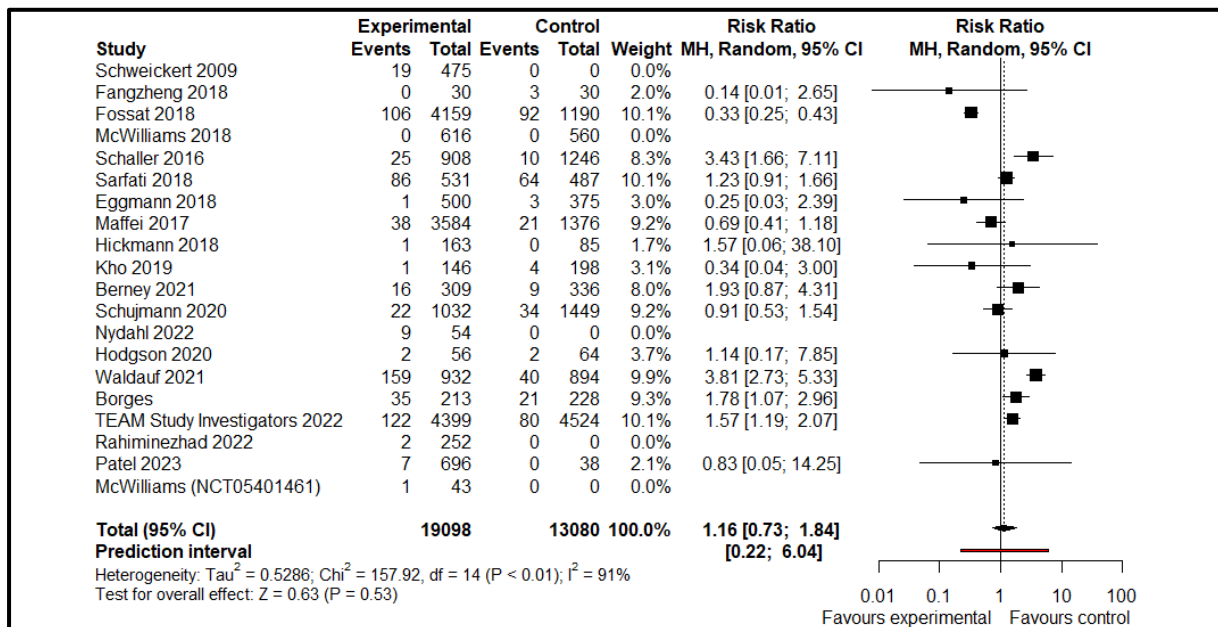 Experimental Control Risk Ratio Risk Ratio
Study Events Total Events Total Weight MH, Random, 95% CI MH, Random, 95% CI
Schweickert 2009 19 475 0 0 0.0%
Fangzheng 2018 0 30 3 30 2.0% 0.14 [0.01; 2.65]
Fossat 2018 106 4159 92 1190 10.1% 0.33 [0.25; 0.43]
McWilliams 2018 0 616 0 560 0.0%
Schaller 2016 25 908 10 1246 8.3% 3.43 [1.66; 7.11]
Sarfati 2018 86 531 64 487 10.1% 1.23 [0.91; 1.66]
Eggmann 2018 1 500 3 375 3.0% 0.25 [0.03; 2.39]
Maffei 2017 38 3584 21 1376 9.2% 0.69 [0.41; 1.18]
Hickmann 2018 1 163 0 85 1.7% 1.57 [0.06; 38.10]
Kho 2019 1 146 4 198 3.1% 0.34 [0.04; 3.00]
Berney 2021 16 309 9 336 8.0% 1.93 [0.87; 4.31]
Schujmann 2020 22 1032 34 1449 9.2% 0.91 [0.53; 1.54]
Nydahl 2022 9 54 0 0 0.0%
Hodgson 2020 2 56 2 64 3.7% 1.14 [0.17; 7.85]
Waldauf 2021 159 932 40 894 9.9% 3.81 [2.73; 5.33]
Borges 35 213 21 228 9.3% 1.78 [1.07; 2.96]
TEAM Study Investigators 2022 122 4399 80 4524 10.1% 1.57 [1.19; 2.07]
Rahiminezhad 2022 2 252 0 0 0.0%
Patel 2023 7 696 0 38 2.1% 0.83 [0.05; 14.25]
McWilliams (NCT05401461) 1 43 0 0 0.0%
Total (95% CI) 19098 13080 100.0% 1.16 [0.73; 1.84]
Prediction interval [0.22; 6.04]
Heterogeneity: Tau² = 0.5286; Chi² = 157.92, df = 14 (P < 0.01); I² = 91%
Test for overall effect: Z = 0.63 (P = 0.53)
0.01 0.1 1 10 100
Favours experimental Favours control